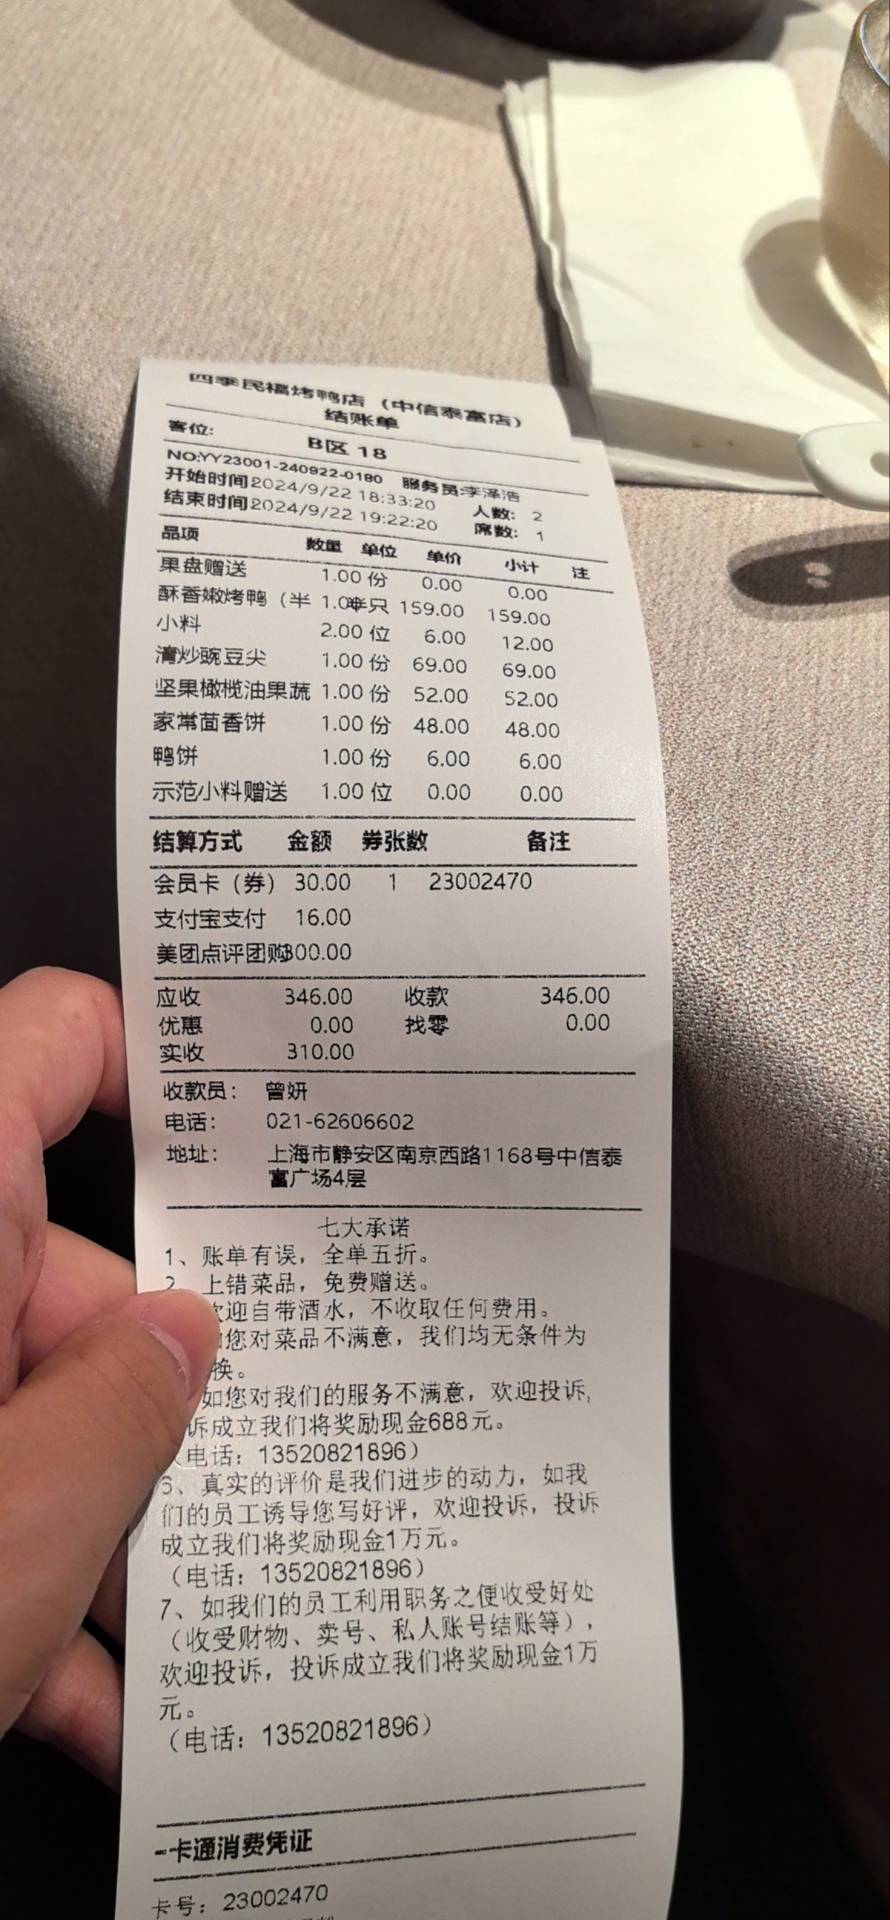 四季民福烤鸭店（中信泰富店）
结账单
客位： B区 18
NO:YY23001-240922-0190 服务员:李泽浩
开始时间2024/9/22 18:33:20 人数： 2
结束时间2024/9/22 19:22:20 席数： 1
品项 数量 单位 单价 小计 注
果盘赠送 1.00 份 0.00 0.00
酥香嫩烤鸭（半 1.00半只 159.00 159.00
小料 2.00 位 6.00 12.00
清炒豌豆尖 1.00 份 69.00 69.00
坚果橄榄油果蔬 1.00 份 52.00 52.00
家常茴香饼 1.00 份 48.00 48.00
鸭饼 1.00 份 6.00 6.00
示范小料赠送 1.00 位 0.00 0.00
结算方式 金额 券张数 备注
会员卡（券） 30.00 1 23002470
支付宝支付 16.00
美团点评团购300.00
应收 346.00 收款 346.00
优惠 0.00 找零 0.00
实收 310.00
收款员： 曾妍
电话： 021-62606602
地址： 上海市静安区南京西路1168号中信泰
富广场4层
七大承诺
1、账单有误，全单五折。
2、上错菜品，免费赠送。
欢迎自带酒水，不收取任何费用。
您对菜品不满意，我们均无条件为
换。
如您对我们的服务不满意，欢迎投诉,
诉成立我们将奖励现金688元。
（电话：13520821896）
6、真实的评价是我们进步的动力，如我
们的员工诱导您写好评，欢迎投诉，投诉
成立我们将奖励现金1万元。
（电话：13520821896）
7、如我们的员工利用职务之便收受好处
（收受财物、卖号、私人账号结账等），
欢迎投诉，投诉成立我们将奖励现金1万
元。
（电话：13520821896）
一卡通消费凭证
卡号：23002470